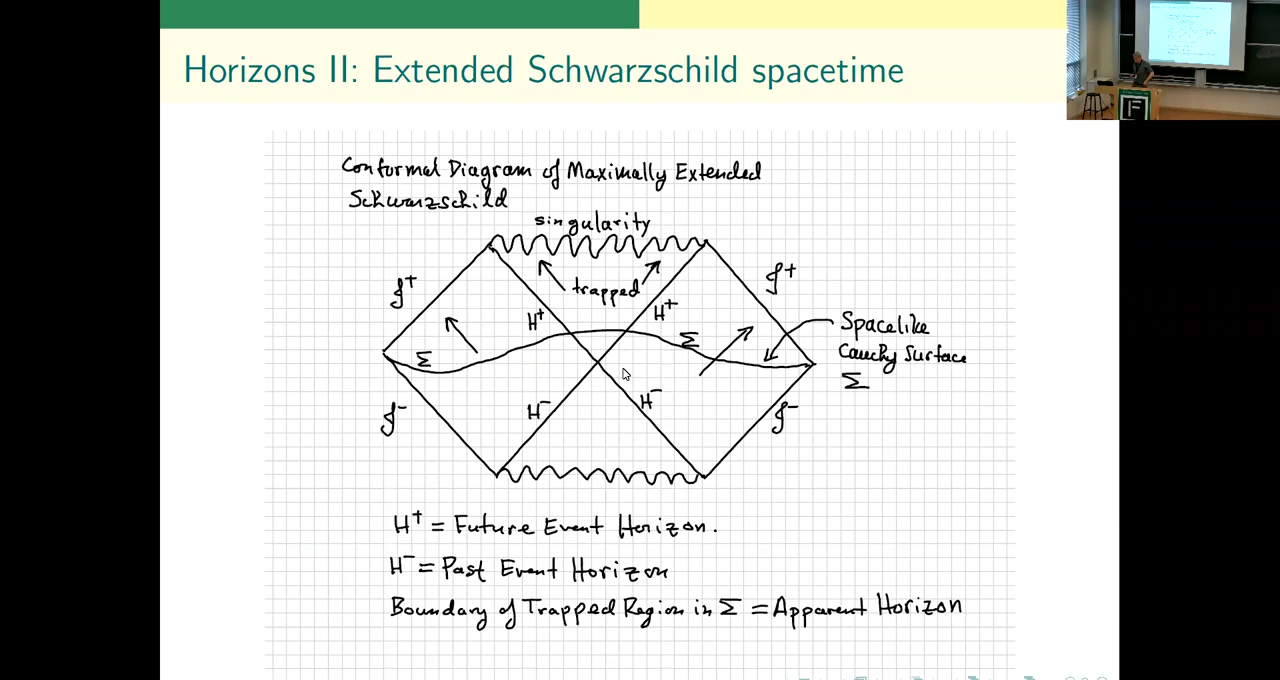 Horizons II: Extended Schwarzschild spacetime
Conformal Diagram of Maximally Extended
Schwarzschild
singularity
trapped
𝓘⁺
𝓘⁺
H⁺
H⁺
Σ
Σ
Spacelike
Cauchy Surface
Σ
𝓘⁻
H⁻
H⁻
𝓘⁻
H⁺ = Future Event Horizon.
H⁻ = Past Event Horizon
Boundary of Trapped Region in Σ = Apparent Horizon
F